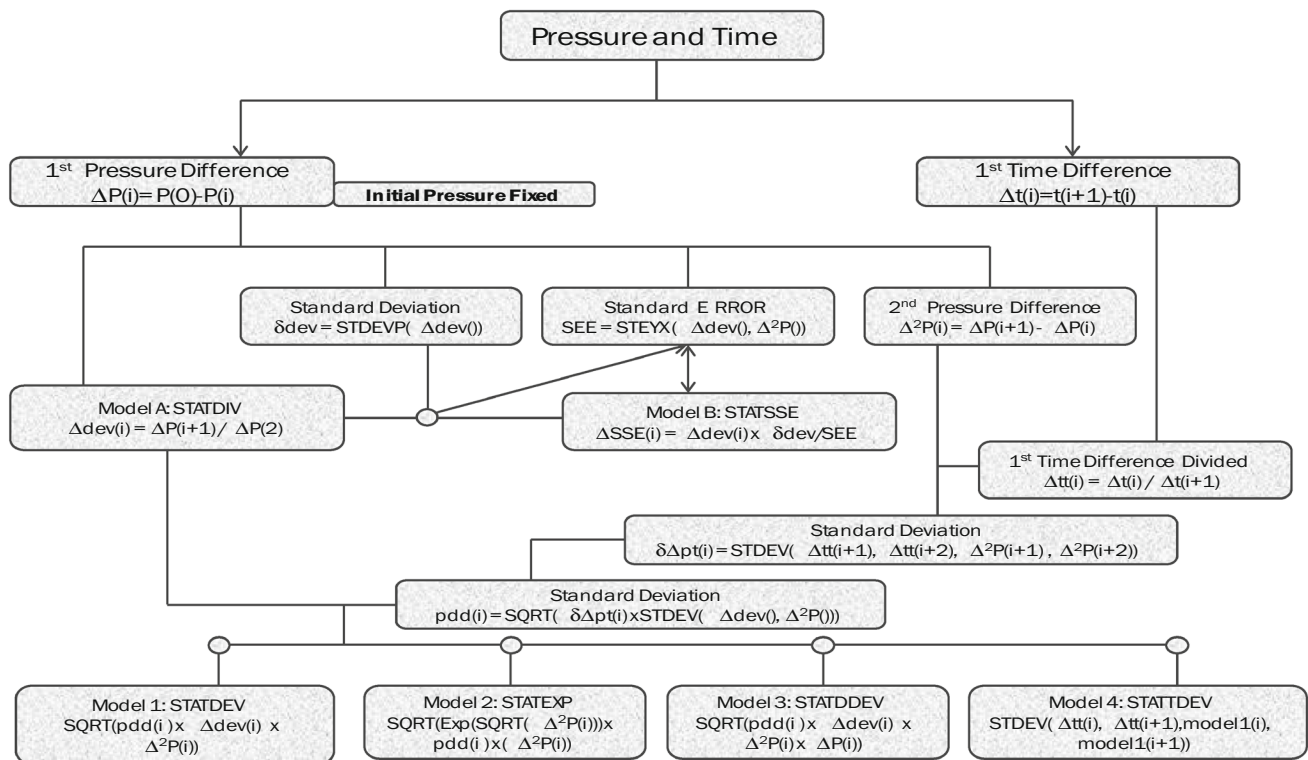 Pressure and Time
1st Pressure Difference
ΔP(i)= P(0)-P(i)
Initial Pressure Fixed
1st Time Difference
Δt(i)=t(i+1)-t(i)
Standard Deviation
δdev = STDEVP( Δdev())
Standard E RROR
SEE = STEYX( Δdev(), Δ²P())
2nd Pressure Difference
Δ²P(i) = ΔP(i+1) - ΔP(i)
Model A: STATDIV
Δdev(i) = ΔP(i+1) / ΔP(2)
Model B: STATSSE
ΔSSE(i) = Δdev(i) x δdev/SEE
1st Time Difference Divided
Δtt(i) = Δt(i) / Δt(i+1)
Standard Deviation
δΔpt(i) = STDEV( Δtt(i+1), Δtt(i+2), Δ²P(i+1) , Δ²P(i+2))
Standard Deviation
pdd(i) = SQRT( δΔpt(i)xSTDEV( Δdev(), Δ²P()))
Model 1: STATDEV
SQRT(pdd(i ) x Δdev(i) x
Δ²P(i))
Model 2: STATEXP
SQRT(Exp(SQRT( Δ²P(i)))x
pdd(i )x( Δ²P(i))
Model 3: STATDDEV
SQRT(pdd(i ) x Δdev(i) x
Δ²P(i) x ΔP(i))
Model 4: STATTDEV
STDEV( Δtt(i), Δtt(i+1),model1(i),
model1(i+1))